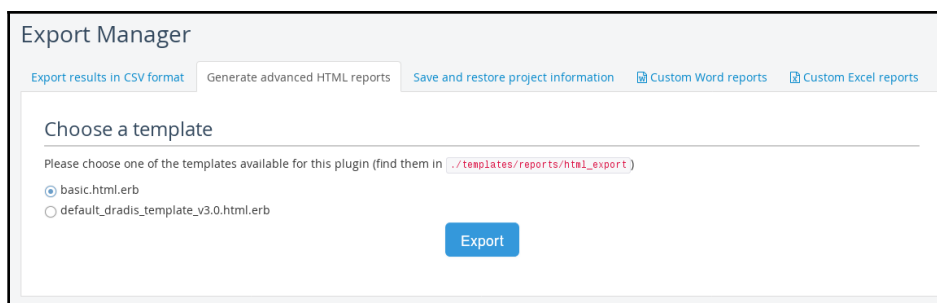 Export Manager
Export results in CSV format Generate advanced HTML reports Save and restore project information Custom Word reports Custom Excel reports
Choose a template
Please choose one of the templates available for this plugin (find them in ./templates/reports/html_export)
basic.html.erb
default_dradis_template_v3.0.html.erb
Export